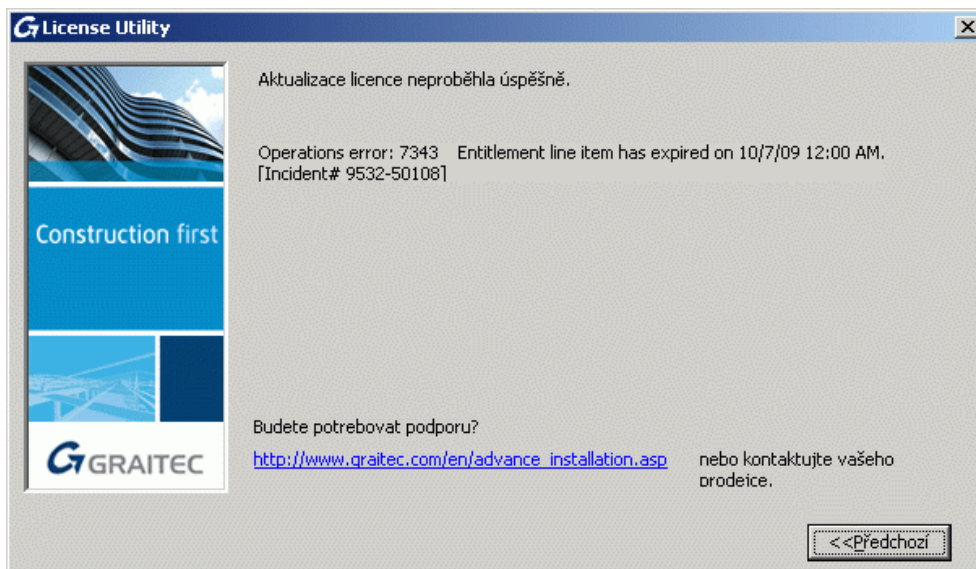 License Utility
Aktualizace licence neproběhla úspěšně.
Operations error: 7343 Entitlement line item has expired on 10/7/09 12:00 AM.
[Incident# 9532-50108]
Construction first
GRAITEC
Budete potrebovat podporu?
http://www.graitec.com/en/advance_installation.asp nebo kontaktujte vašeho
prodejce.
<<Předchozí